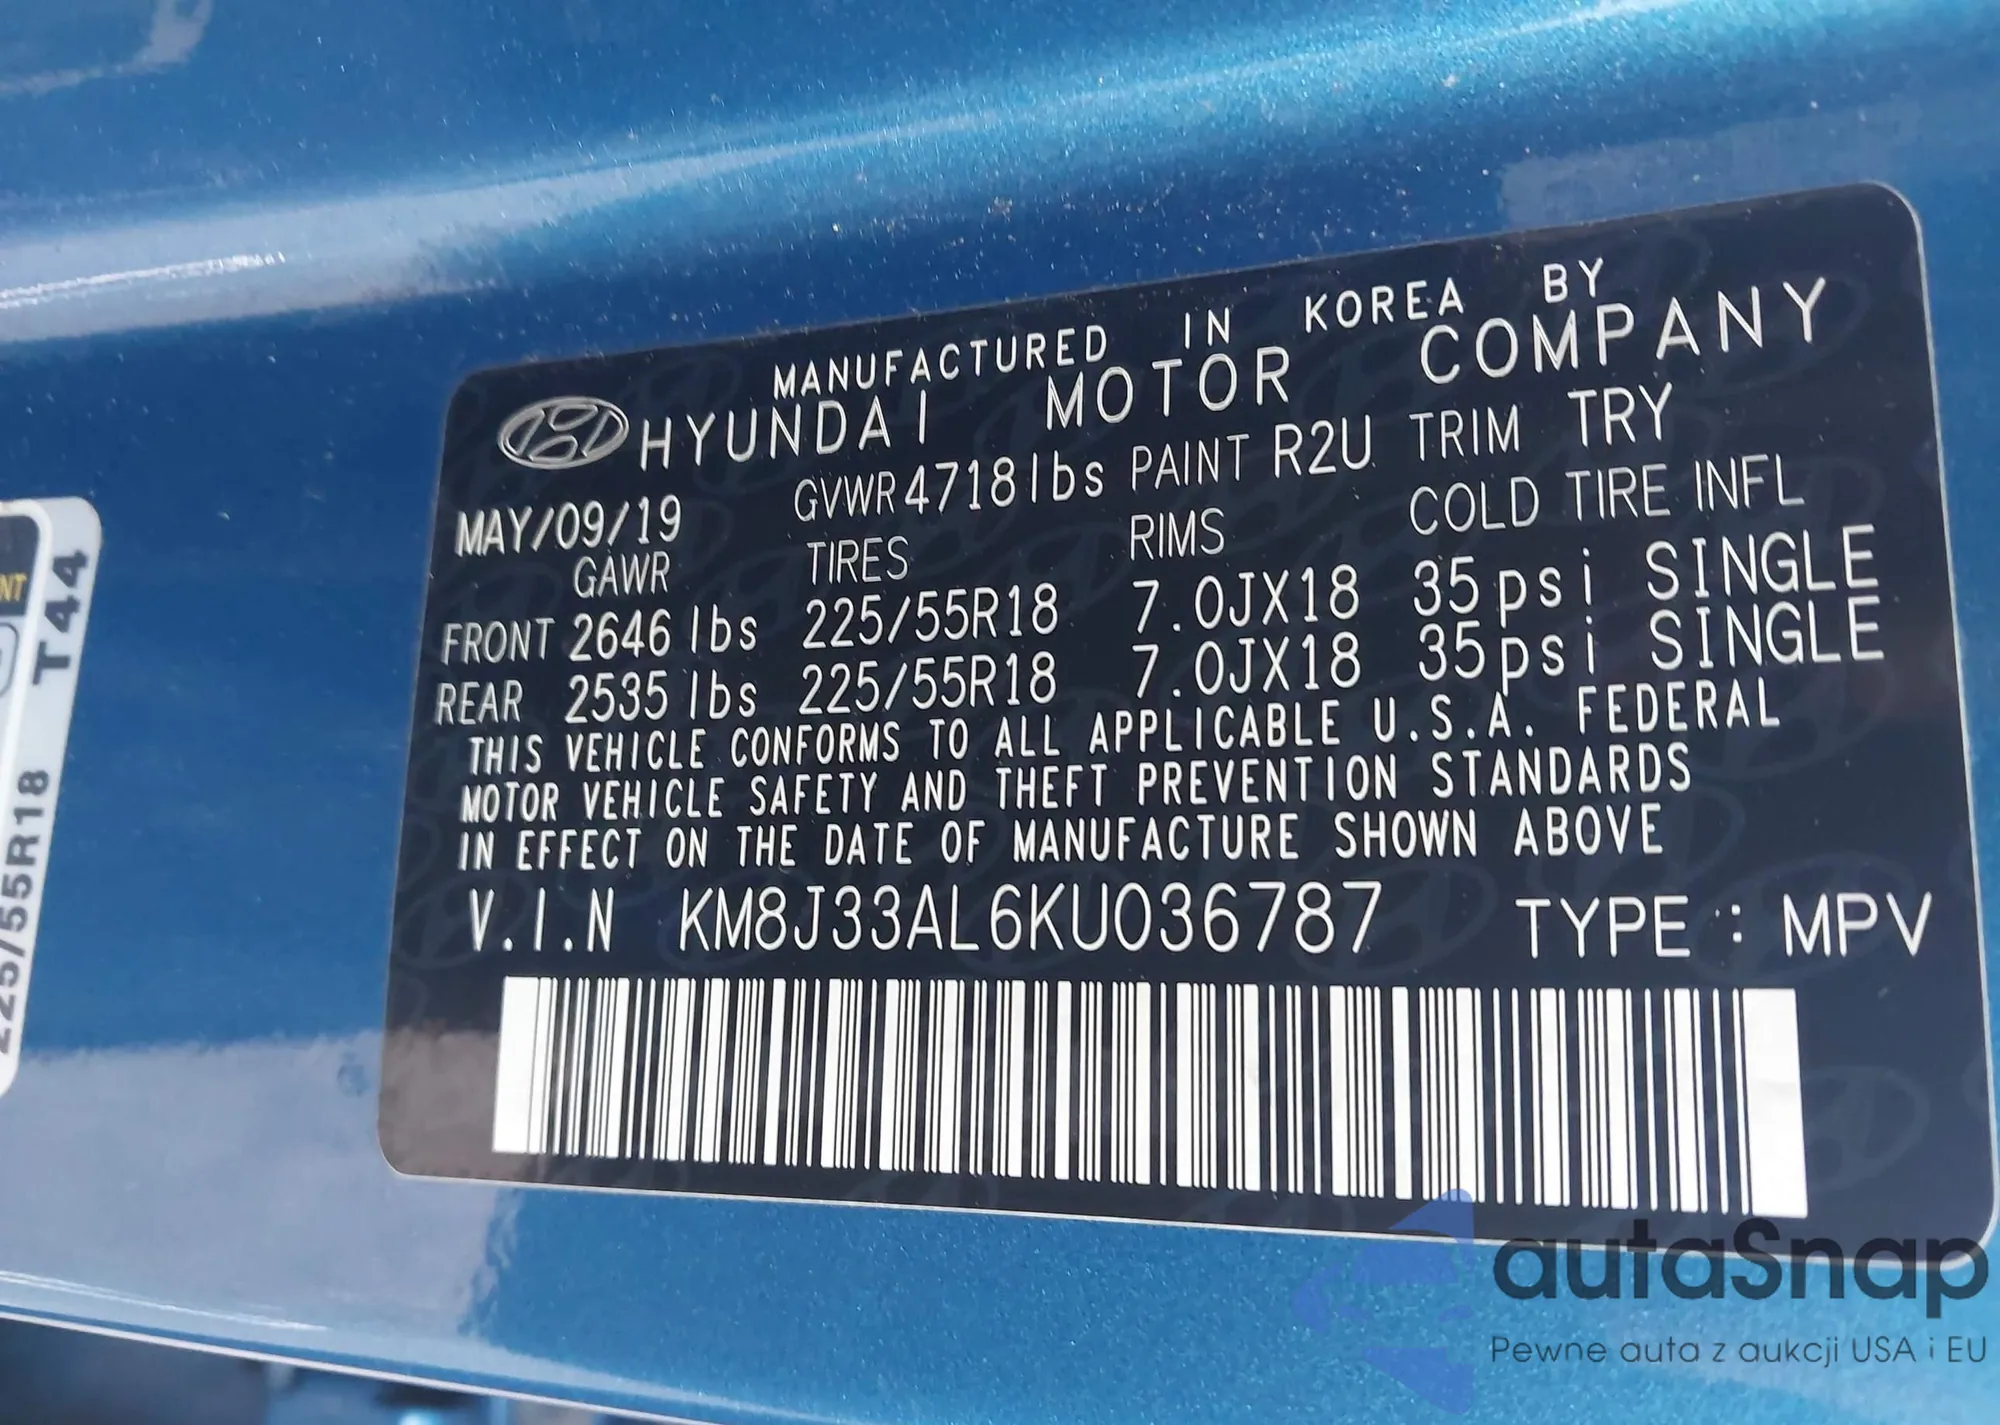 MANUFACTURED IN KOREA BY
HYUNDAI MOTOR COMPANY
MAY/09/19 GVWR 4718lbs PAINT R2U TRIM TRY
GAWR TIRES RIMS COLD TIRE INFL
FRONT 2646 lbs 225/55R18 7.0JX18 35psi SINGLE
REAR 2535 lbs 225/55R18 7.0JX18 35psi SINGLE
THIS VEHICLE CONFORMS TO ALL APPLICABLE U.S.A. FEDERAL
MOTOR VEHICLE SAFETY AND THEFT PREVENTION STANDARDS
IN EFFECT ON THE DATE OF MANUFACTURE SHOWN ABOVE
V.I.N KM8J33AL6KU036787 TYPE : MPV
NT
225/55R18 T44
autaSnap
Pewne auta z aukcji USA i EU